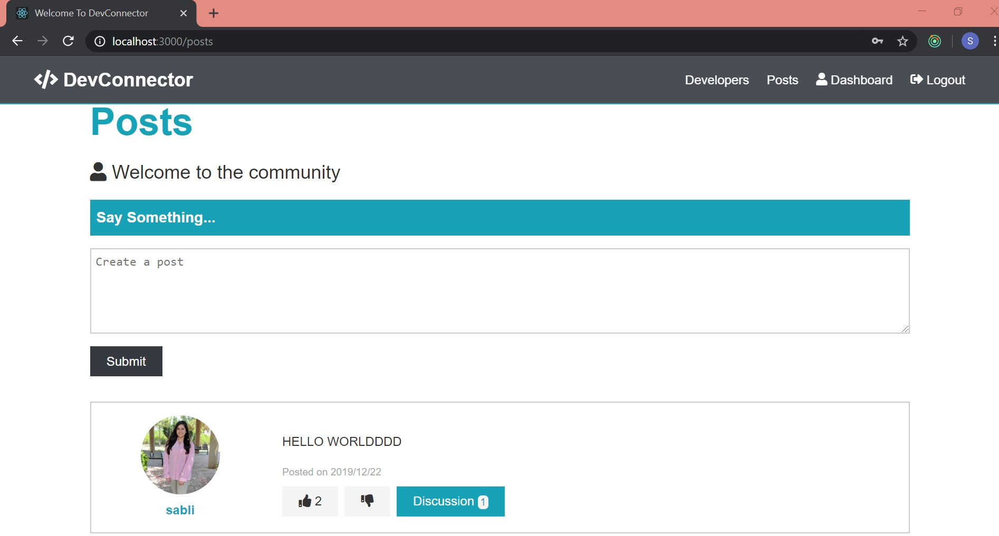 Welcome To DevConnector
localhost:3000/posts
S
</> DevConnector
Developers Posts Dashboard Logout
Posts
Welcome to the community
Say Something...
Create a post
Submit
HELLO WORLDDDD
Posted on 2019/12/22
2 Discussion 1
sabli